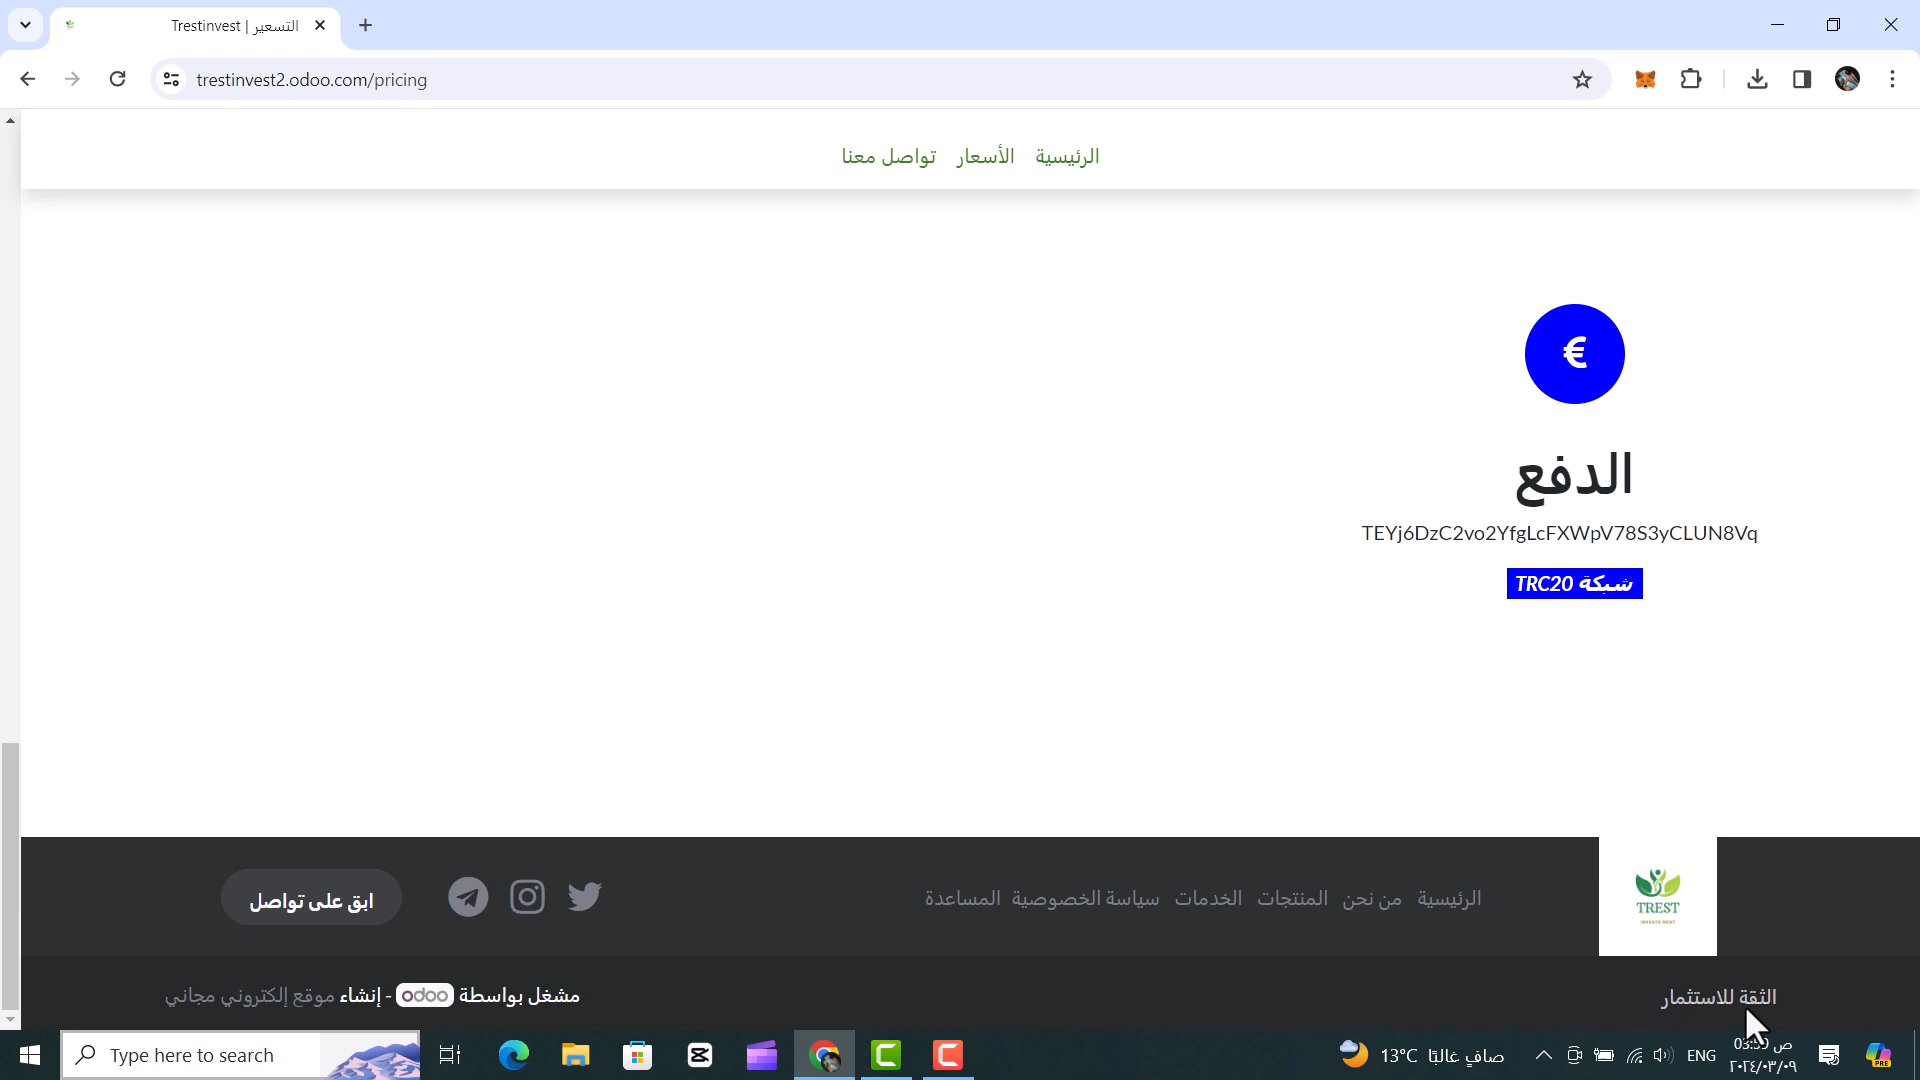 Trestinvest | التسعير
trestinvest2.odoo.com/pricing
الرئيسية الأسعار تواصل معنا
€
الدفع
TEYj6DzC2vo2YfgLcFXWpV78S3yCLUN8Vq
شبكة TRC20
TREST
الرئيسية من نحن المنتجات الخدمات سياسة الخصوصية المساعدة
ابق على تواصل
الثقة للاستثمار
مشغل بواسطة odoo - إنشاء موقع إلكتروني مجاني
Type here to search
13°C صافٍ غالبًا
ENG
ص
٢٠٢٤/٠٣/٠٩
PRE